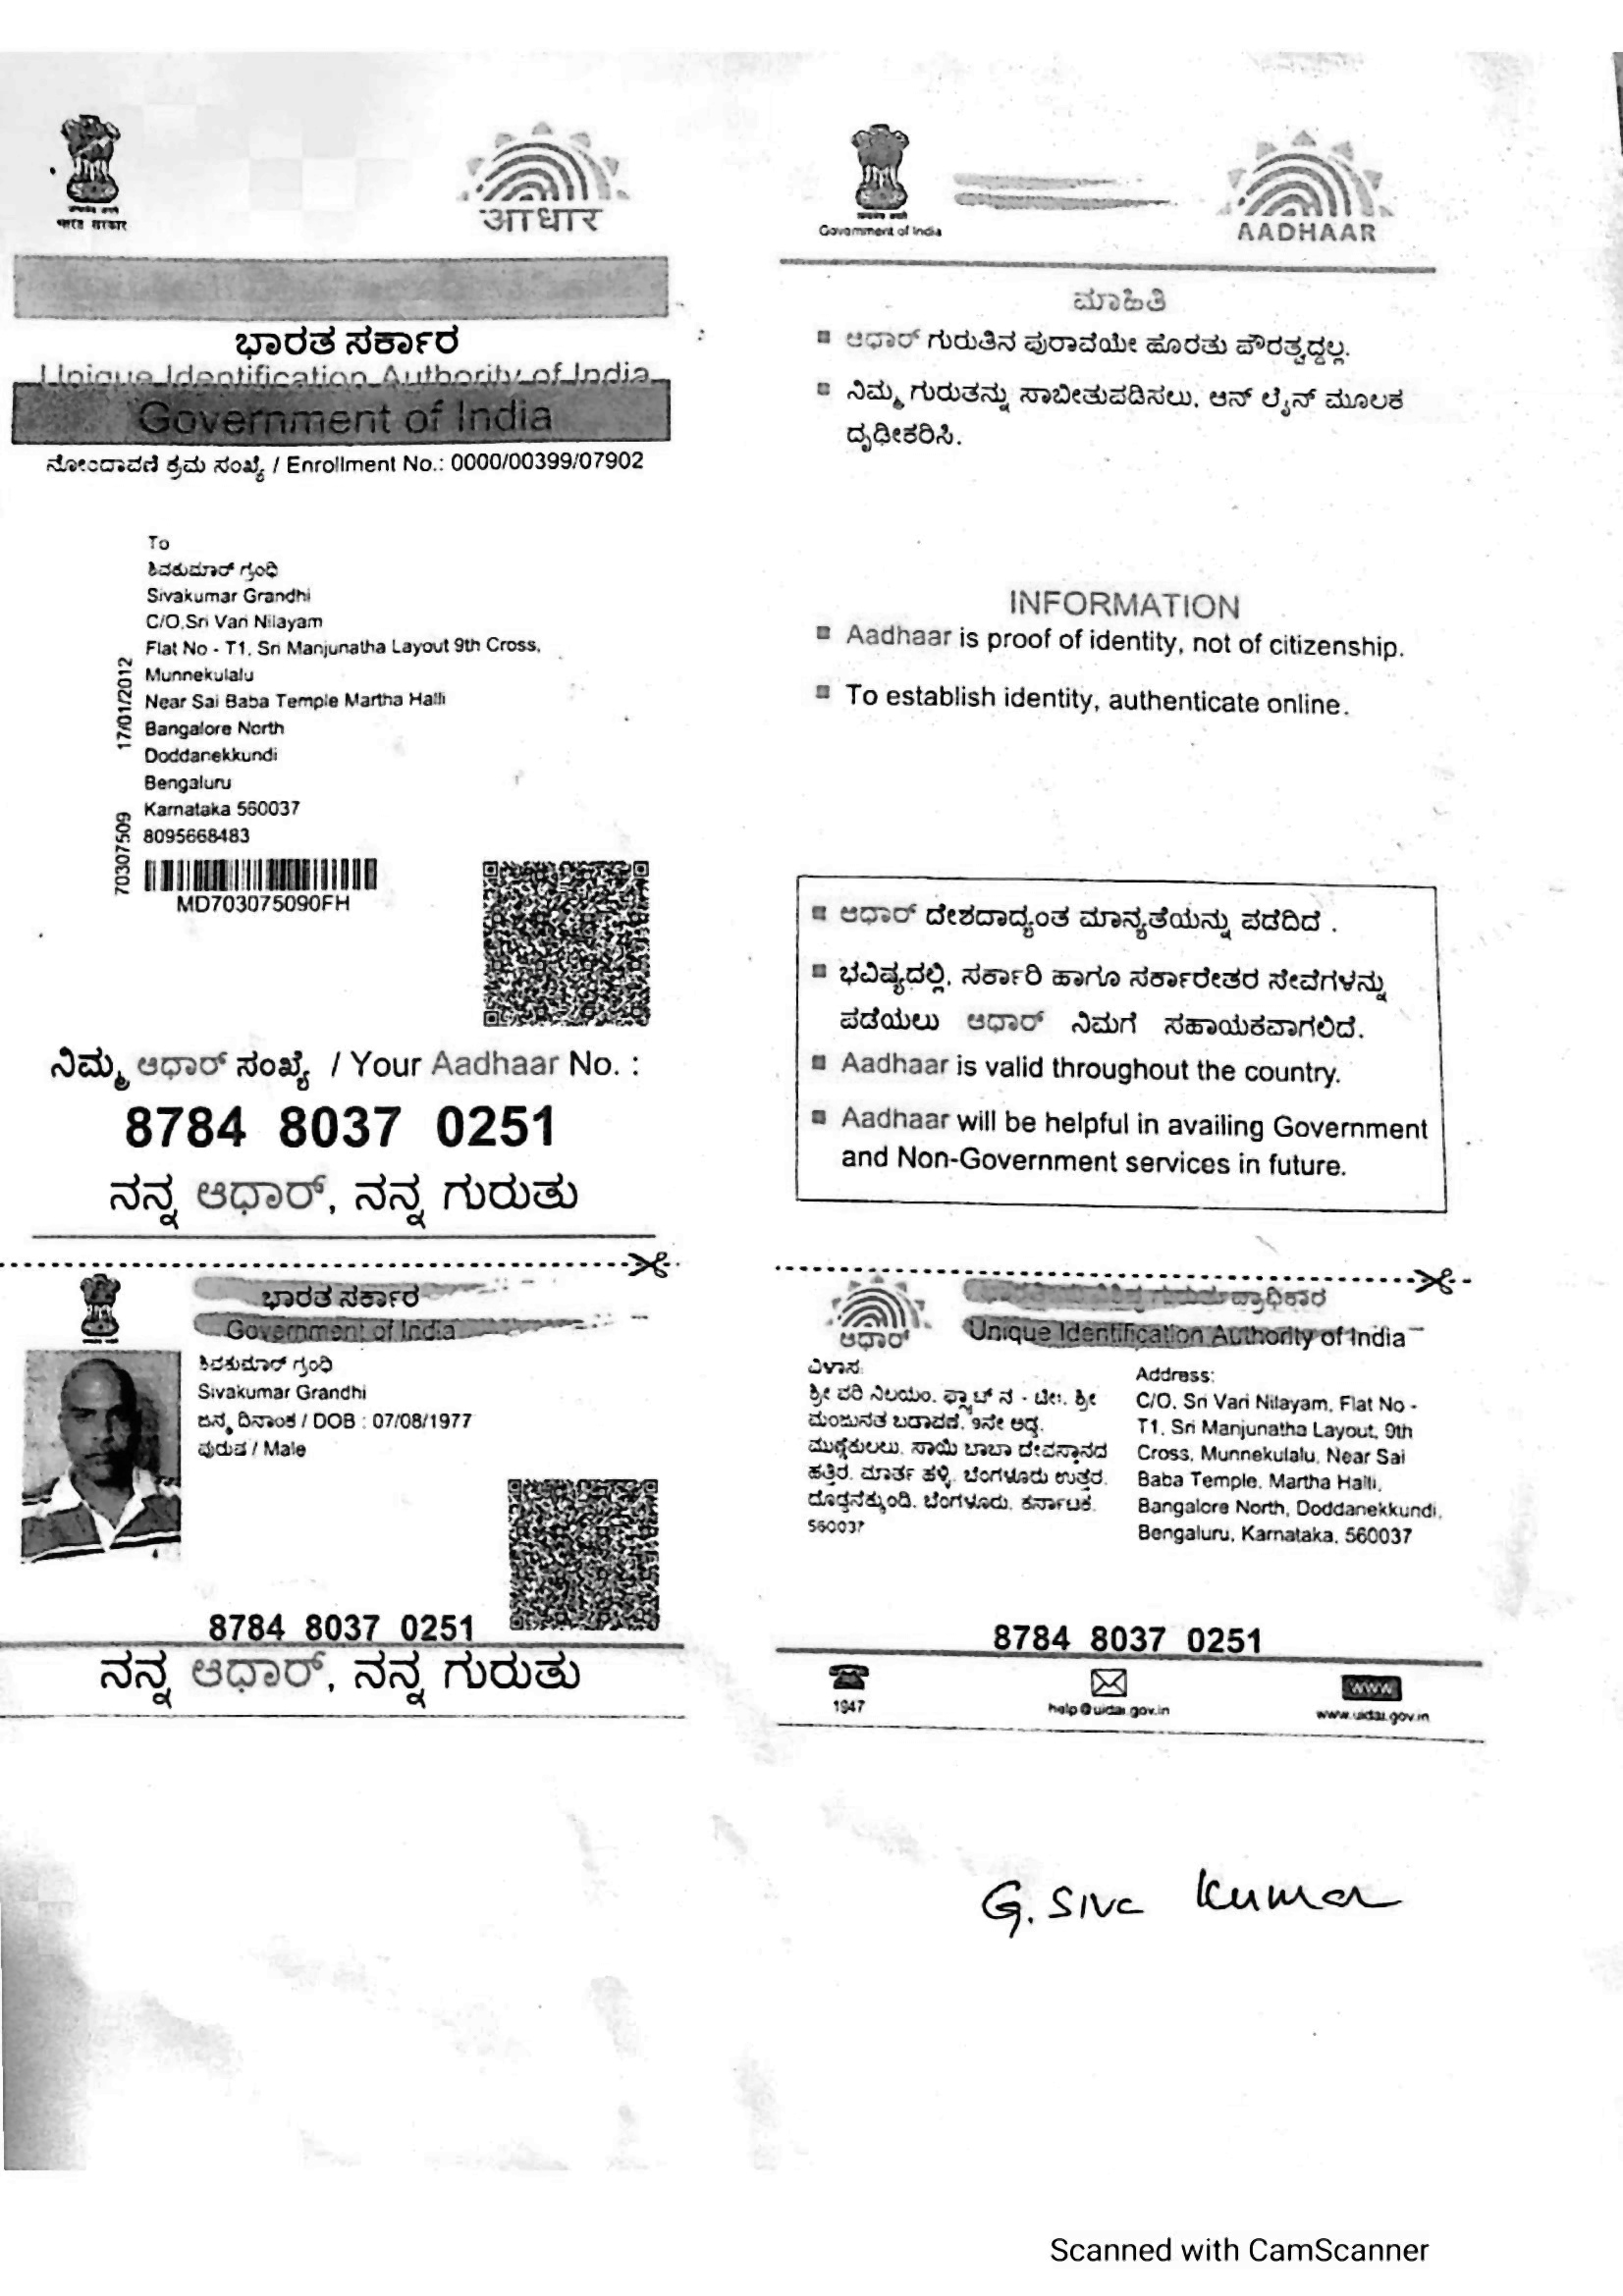 भारत सरकार
आधार
ಭಾರತ ಸರ್ಕಾರ
Unique Identification Authority of India
Government of India
ನೋಂದಾವಣಿ ಕ್ರಮ ಸಂಖ್ಯೆ / Enrollment No.: 0000/00399/07902
To
ಶಿವಕುಮಾರ್ ಗ್ರಂಧಿ
Sivakumar Grandhi
C/O,Sri Vari Nilayam
Flat No - T1, Sri Manjunatha Layout 9th Cross,
Munnekulalu
Near Sai Baba Temple Martha Halli
Bangalore North
Doddanekkundi
Bengaluru
Karnataka 560037
8095668483
17/01/2012
70307509
MD703075090FH
ನಿಮ್ಮ ಆಧಾರ್ ಸಂಖ್ಯೆ / Your Aadhaar No. :
8784 8037 0251
ನನ್ನ ಆಧಾರ್, ನನ್ನ ಗುರುತು
ಭಾರತ ಸರ್ಕಾರ
Government of India
ಶಿವಕುಮಾರ್ ಗ್ರಂಧಿ
Sivakumar Grandhi
ಜನ್ಮ ದಿನಾಂಕ / DOB : 07/08/1977
ಪುರುಷ / Male
8784 8037 0251
ನನ್ನ ಆಧಾರ್, ನನ್ನ ಗುರುತು
Government of India
AADHAAR
ಮಾಹಿತಿ
ಆಧಾರ್ ಗುರುತಿನ ಪುರಾವೆಯೇ ಹೊರತು ಪೌರತ್ವದ್ದಲ್ಲ.
ನಿಮ್ಮ ಗುರುತನ್ನು ಸಾಬೀತುಪಡಿಸಲು, ಆನ್ ಲೈನ್ ಮೂಲಕ
ದೃಢೀಕರಿಸಿ.
INFORMATION
Aadhaar is proof of identity, not of citizenship.
To establish identity, authenticate online.
ಆಧಾರ್ ದೇಶದಾದ್ಯಂತ ಮಾನ್ಯತೆಯನ್ನು ಪಡೆದಿದೆ .
ಭವಿಷ್ಯದಲ್ಲಿ, ಸರ್ಕಾರಿ ಹಾಗೂ ಸರ್ಕಾರೇತರ ಸೇವೆಗಳನ್ನು
ಪಡೆಯಲು ಆಧಾರ್ ನಿಮಗೆ ಸಹಾಯಕವಾಗಲಿದೆ.
Aadhaar is valid throughout the country.
Aadhaar will be helpful in availing Government
and Non-Government services in future.
ಪ್ರಾಧಿಕಾರ
Unique Identification Authority of India
ಆಧಾರ್
ವಿಳಾಸ:
ಶ್ರೀ ವರಿ ನಿಲಯಂ, ಫ್ಲಾಟ್ ನ - ಟೀ, ಶ್ರೀ
ಮಂಜುನತ ಬಡಾವಣೆ, 9ನೇ ಅಡ್ಡ,
ಮುನ್ನೆಕುಲಲು, ಸಾಯಿ ಬಾಬಾ ದೇವಸ್ಥಾನದ
ಹತ್ತಿರ, ಮಾರ್ತ ಹಳ್ಳಿ, ಬೆಂಗಳೂರು ಉತ್ತರ,
ದೊಡ್ಡನೆಕ್ಕುಂದಿ, ಬೆಂಗಳೂರು, ಕರ್ನಾಟಕ,
560037
Address:
C/O, Sri Vari Nilayam, Flat No -
T1, Sri Manjunatha Layout, 9th
Cross, Munnekulalu, Near Sai
Baba Temple, Martha Halli,
Bangalore North, Doddanekkundi,
Bengaluru, Karnataka, 560037
8784 8037 0251
1947
help@uidai.gov.in
www
www.uidai.gov.in
G. Siva Kumar
Scanned with CamScanner